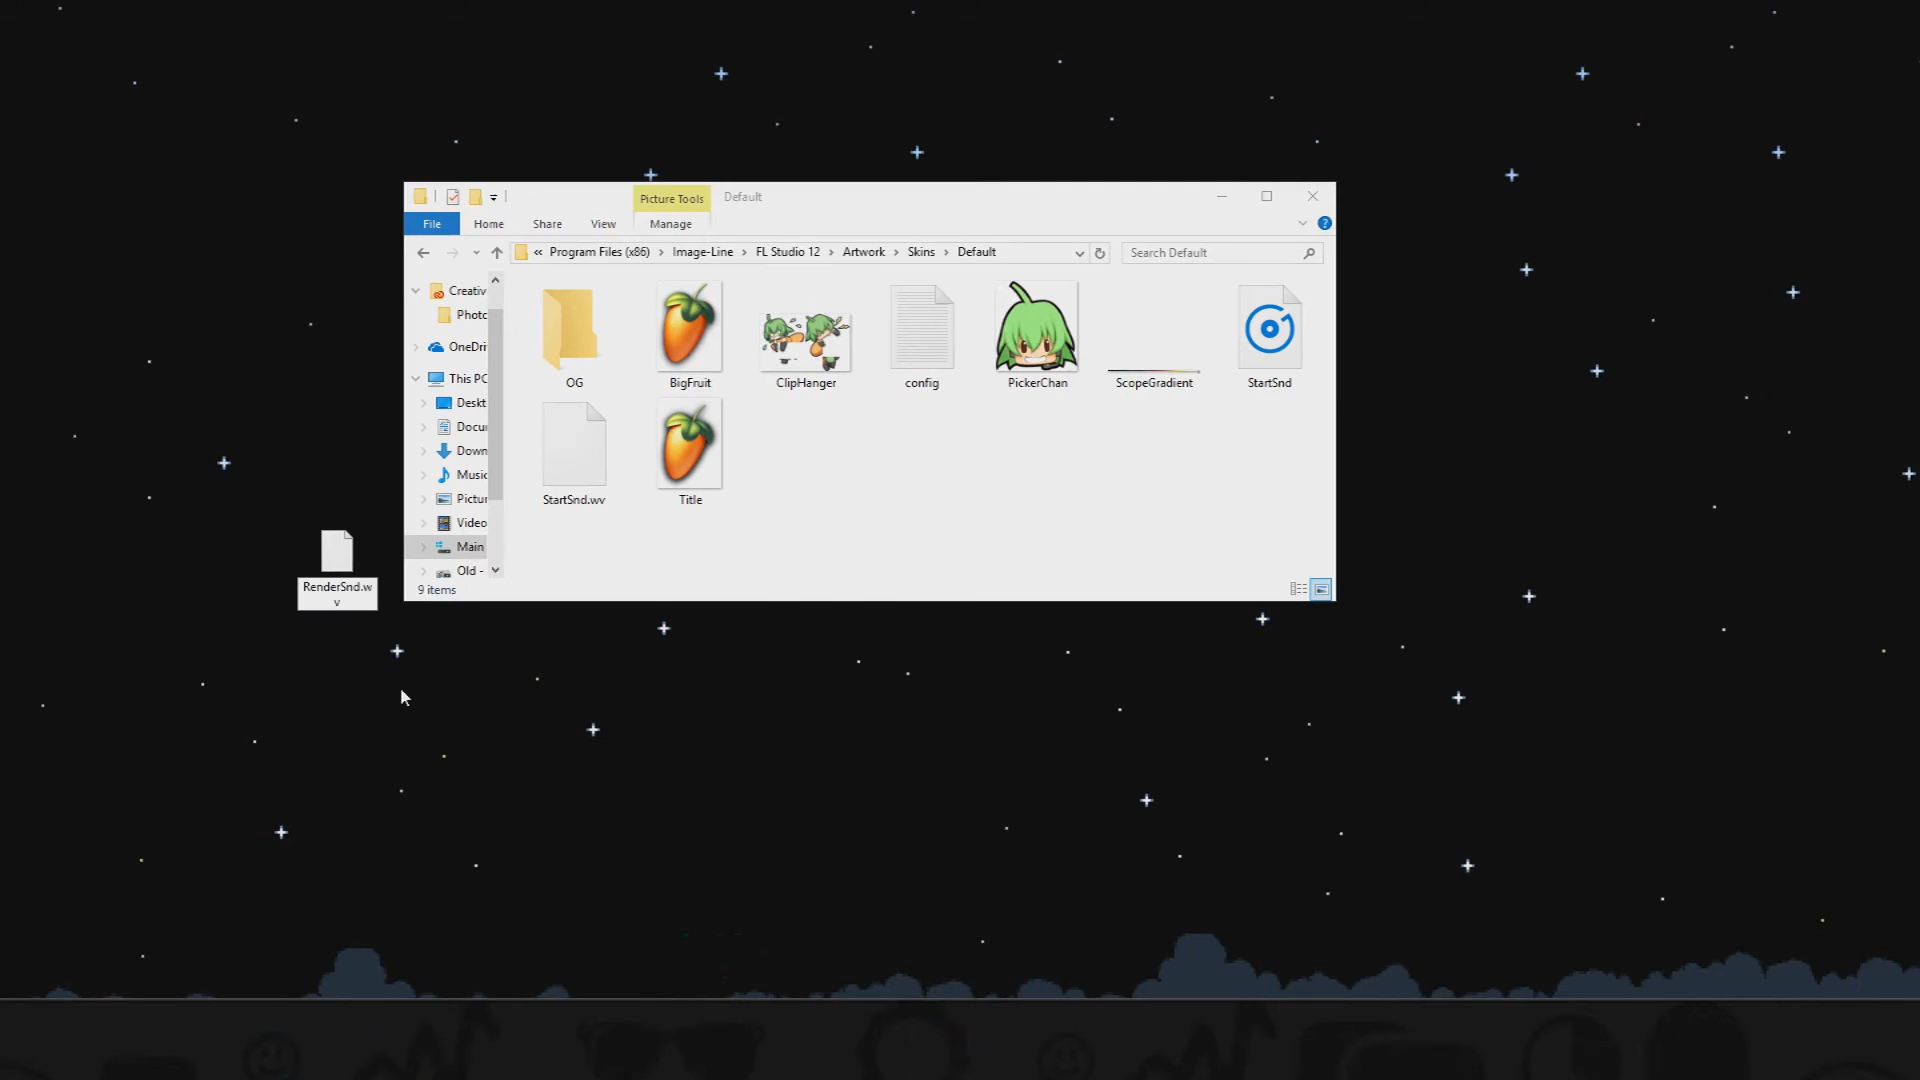 Picture Tools
Default
File
Home
Share
View
Manage
« Program Files (x86) > Image-Line > FL Studio 12 > Artwork > Skins > Default
Search Default
Creativ
Photo
OneDri
This PC
Deskt
Docu
Down
Music
Pictur
Video
Main
Old -
OG
BigFruit
ClipHanger
config
PickerChan
ScopeGradient
StartSnd
StartSnd.wv
Title
9 items
RenderSnd.w
v